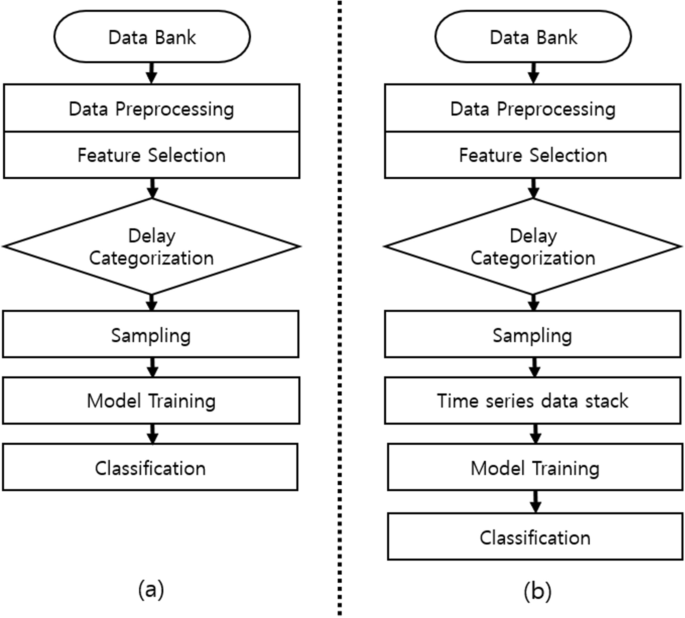 Data Bank
Data Preprocessing
Feature Selection
Delay
Categorization
Sampling
Model Training
Classification
(a)
Data Bank
Data Preprocessing
Feature Selection
Delay
Categorization
Sampling
Time series data stack
Model Training
Classification
(b)